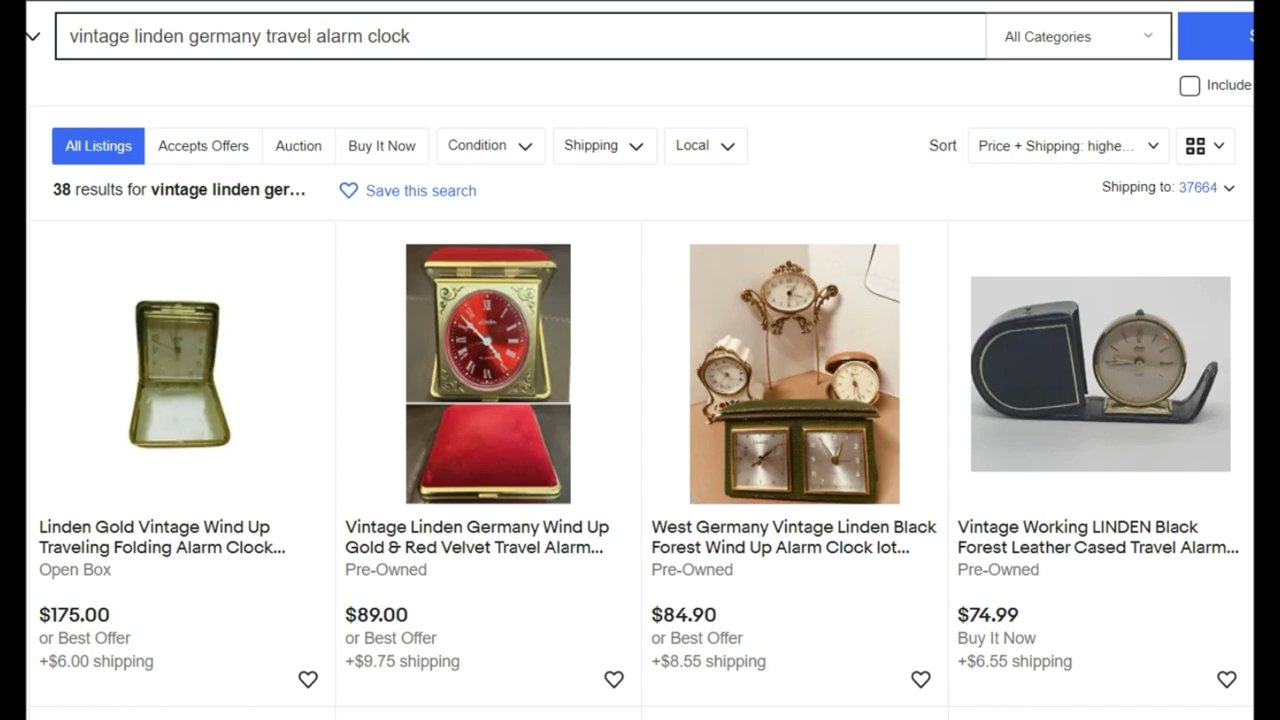 vintage linden germany travel alarm clock
All Categories
Include
All Listings
Accepts Offers
Auction
Buy It Now
Condition
Shipping
Local
Sort
Price + Shipping: highe...
38 results for vintage linden ger...
Save this search
Shipping to: 37664
Linden Gold Vintage Wind Up
Traveling Folding Alarm Clock...
Open Box
$175.00
or Best Offer
+$6.00 shipping
Vintage Linden Germany Wind Up
Gold & Red Velvet Travel Alarm...
Pre-Owned
$89.00
or Best Offer
+$9.75 shipping
West Germany Vintage Linden Black
Forest Wind Up Alarm Clock lot...
Pre-Owned
$84.90
or Best Offer
+$8.55 shipping
Vintage Working LINDEN Black
Forest Leather Cased Travel Alarm...
Pre-Owned
$74.99
Buy It Now
+$6.55 shipping